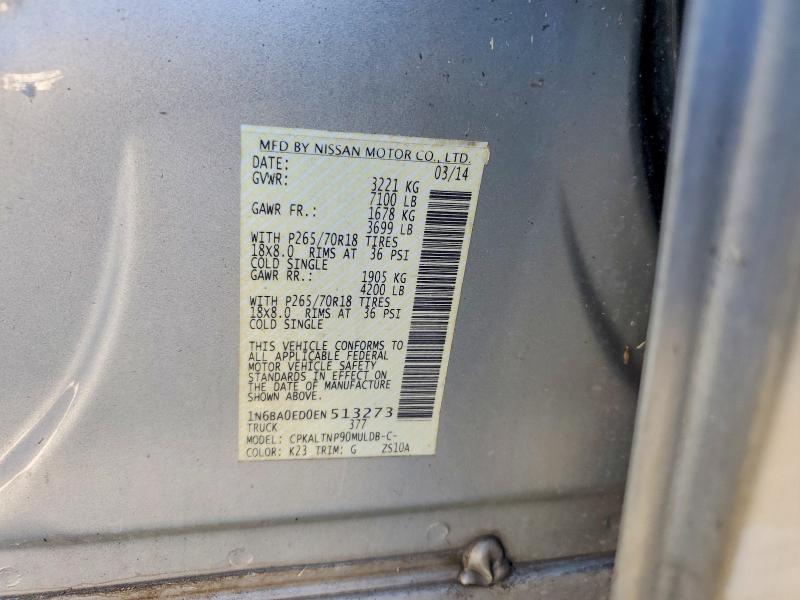 MFD BY NISSAN MOTOR CO., LTD.
DATE: 03/14
GVWR: 3221 KG
7100 LB
GAWR FR.: 1678 KG
3699 LB
WITH P265/70R18 TIRES
18X8.0 RIMS AT 36 PSI
COLD SINGLE
GAWR RR.: 1905 KG
4200 LB
WITH P265/70R18 TIRES
18X8.0 RIMS AT 36 PSI
COLD SINGLE
THIS VEHICLE CONFORMS TO
ALL APPLICABLE FEDERAL
MOTOR VEHICLE SAFETY
STANDARDS IN EFFECT ON
THE DATE OF MANUFACTURE
SHOWN ABOVE.
1N6BA0ED0EN 513273
TRUCK 377
MODEL: CPKALTNP90MULDB-C-
COLOR: K23 TRIM: G ZS10A